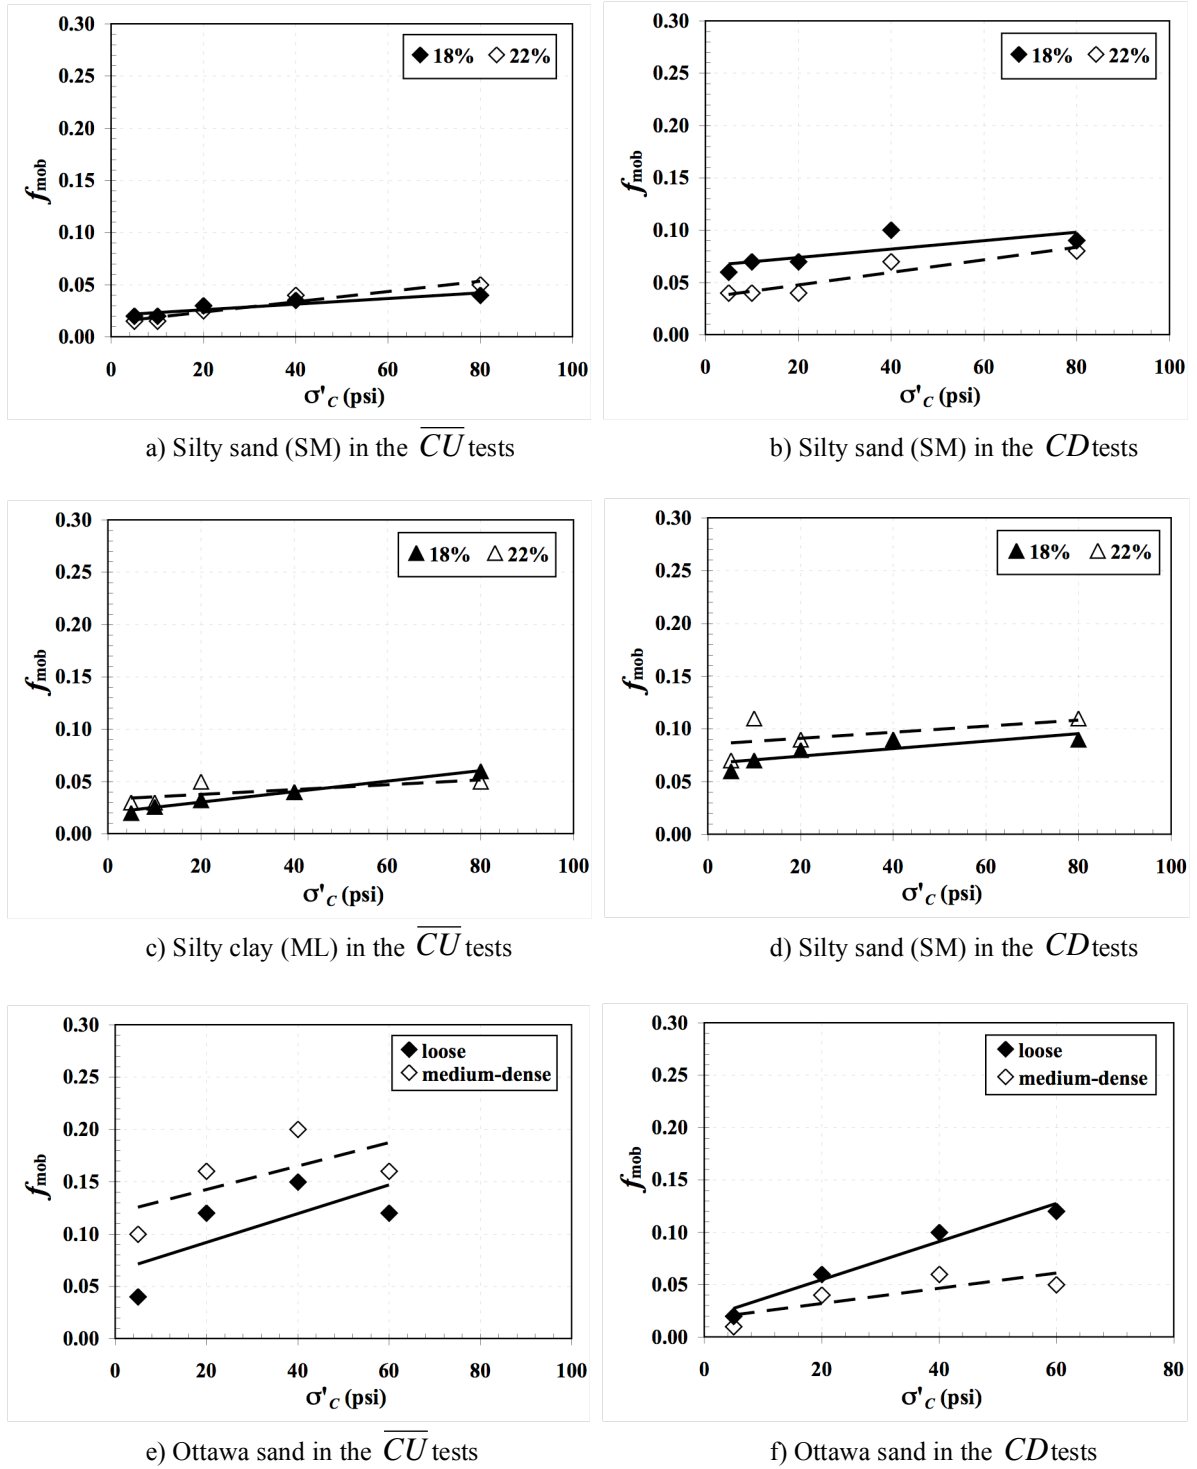 0.30
0.25
0.20
0.15
0.10
0.05
0.00
18% 22%
f mob
0 20 40 60 80 100
σ'C (psi)
a) Silty sand (SM) in the CU tests
0.30
0.25
0.20
0.15
0.10
0.05
0.00
18% 22%
f mob
0 20 40 60 80 100
σ'C (psi)
b) Silty sand (SM) in the CD tests
0.30
0.25
0.20
0.15
0.10
0.05
0.00
18% 22%
f mob
0 20 40 60 80 100
σ'C (psi)
c) Silty clay (ML) in the CU tests
0.30
0.25
0.20
0.15
0.10
0.05
0.00
18% 22%
f mob
0 20 40 60 80 100
σ'C (psi)
d) Silty sand (SM) in the CD tests
0.30
0.25
0.20
0.15
0.10
0.05
0.00
loose
medium-dense
f mob
0 20 40 60 80 100
σ'C (psi)
e) Ottawa sand in the CU tests
0.30
0.25
0.20
0.15
0.10
0.05
0.00
loose
medium-dense
f mob
0 20 40 60 80
σ'C (psi)
f) Ottawa sand in the CD tests